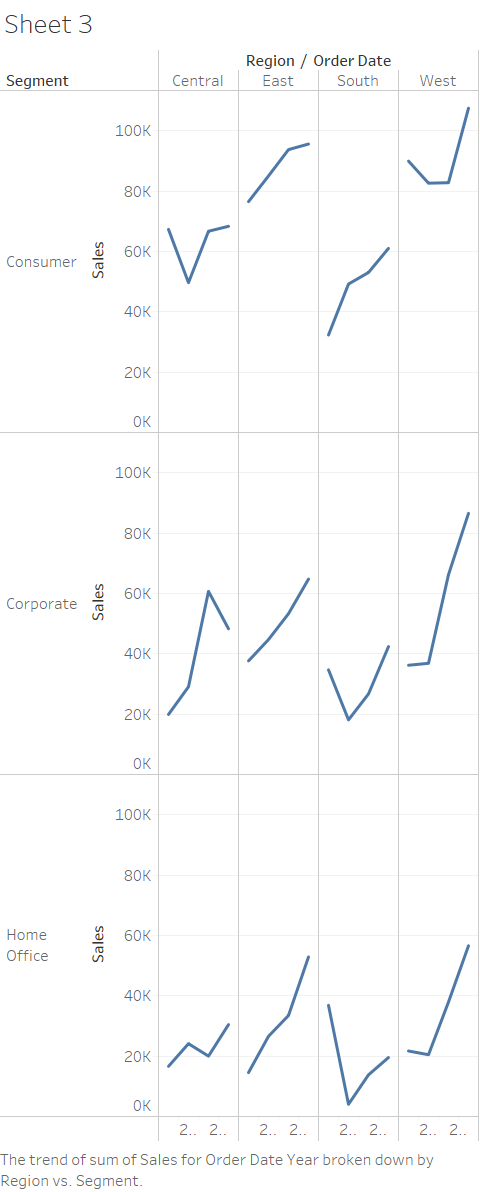 Sheet 3
Region / Order Date
Segment
Central East South West
Consumer
Sales
100K
80K
60K
40K
20K
0K
Corporate
Sales
100K
80K
60K
40K
20K
0K
Home
Office
Sales
100K
80K
60K
40K
20K
0K
2.. 2.. 2.. 2.. 2.. 2.. 2.. 2..
The trend of sum of Sales for Order Date Year broken down by
Region vs. Segment.